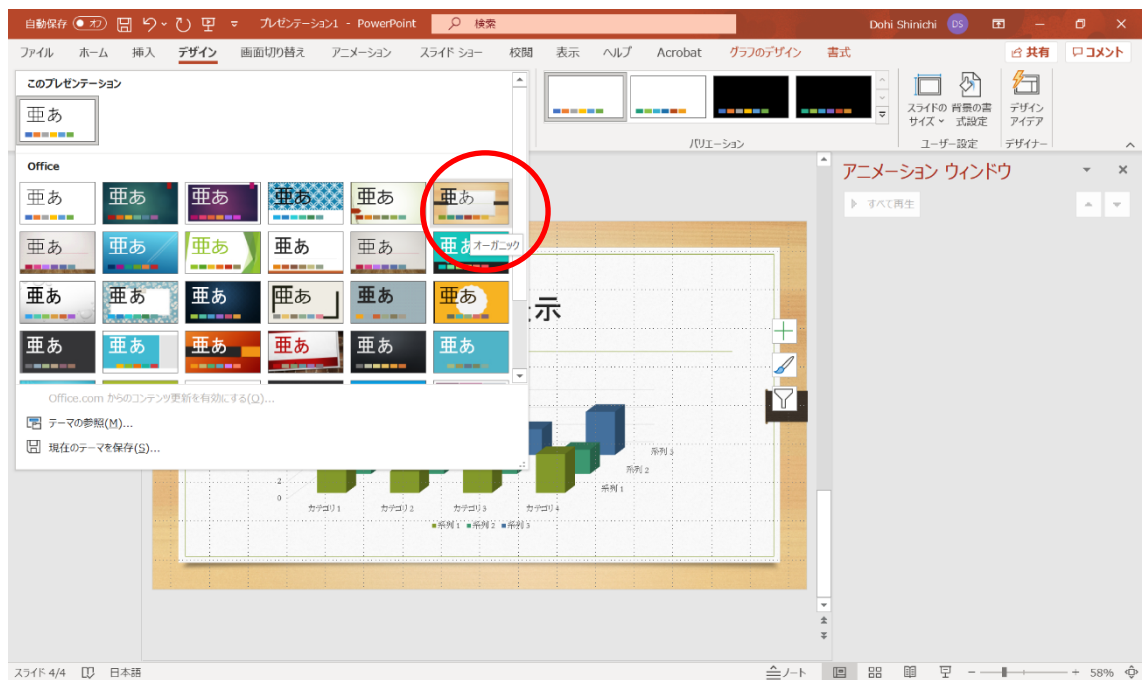 自動保存 オフ プレゼンテーション1 - PowerPoint 検索 Dohi Shinichi DS
ファイル ホーム 挿入 デザイン 画面切り替え アニメーション スライド ショー 校閲 表示 ヘルプ Acrobat グラフのデザイン 書式 共有 コメント
このプレゼンテーション
亜あ
Office
亜あ 亜あ 亜あ 亜あ 亜あ 亜あ
亜あ 亜あ 亜あ 亜あ 亜あ 亜あ
オーガニック
亜あ 亜あ 亜あ 亜あ 亜あ 亜あ
亜あ 亜あ 亜あ 亜あ 亜あ 亜あ
Office.com からのコンテンツ更新を有効にする(O)...
テーマの参照(M)...
現在のテーマを保存(S)...
バリエーション
スライドの サイズ
背景の書 式設定
ユーザー設定
デザイン アイデア
デザイナー
アニメーション ウィンドウ
すべて再生
示
2
0
カテゴリ 1 カテゴリ 2 カテゴリ 3 カテゴリ 4
系列 1
系列 2
系列 3
系列 1 系列 2 系列 3
スライド 4/4 日本語 ノート 58%